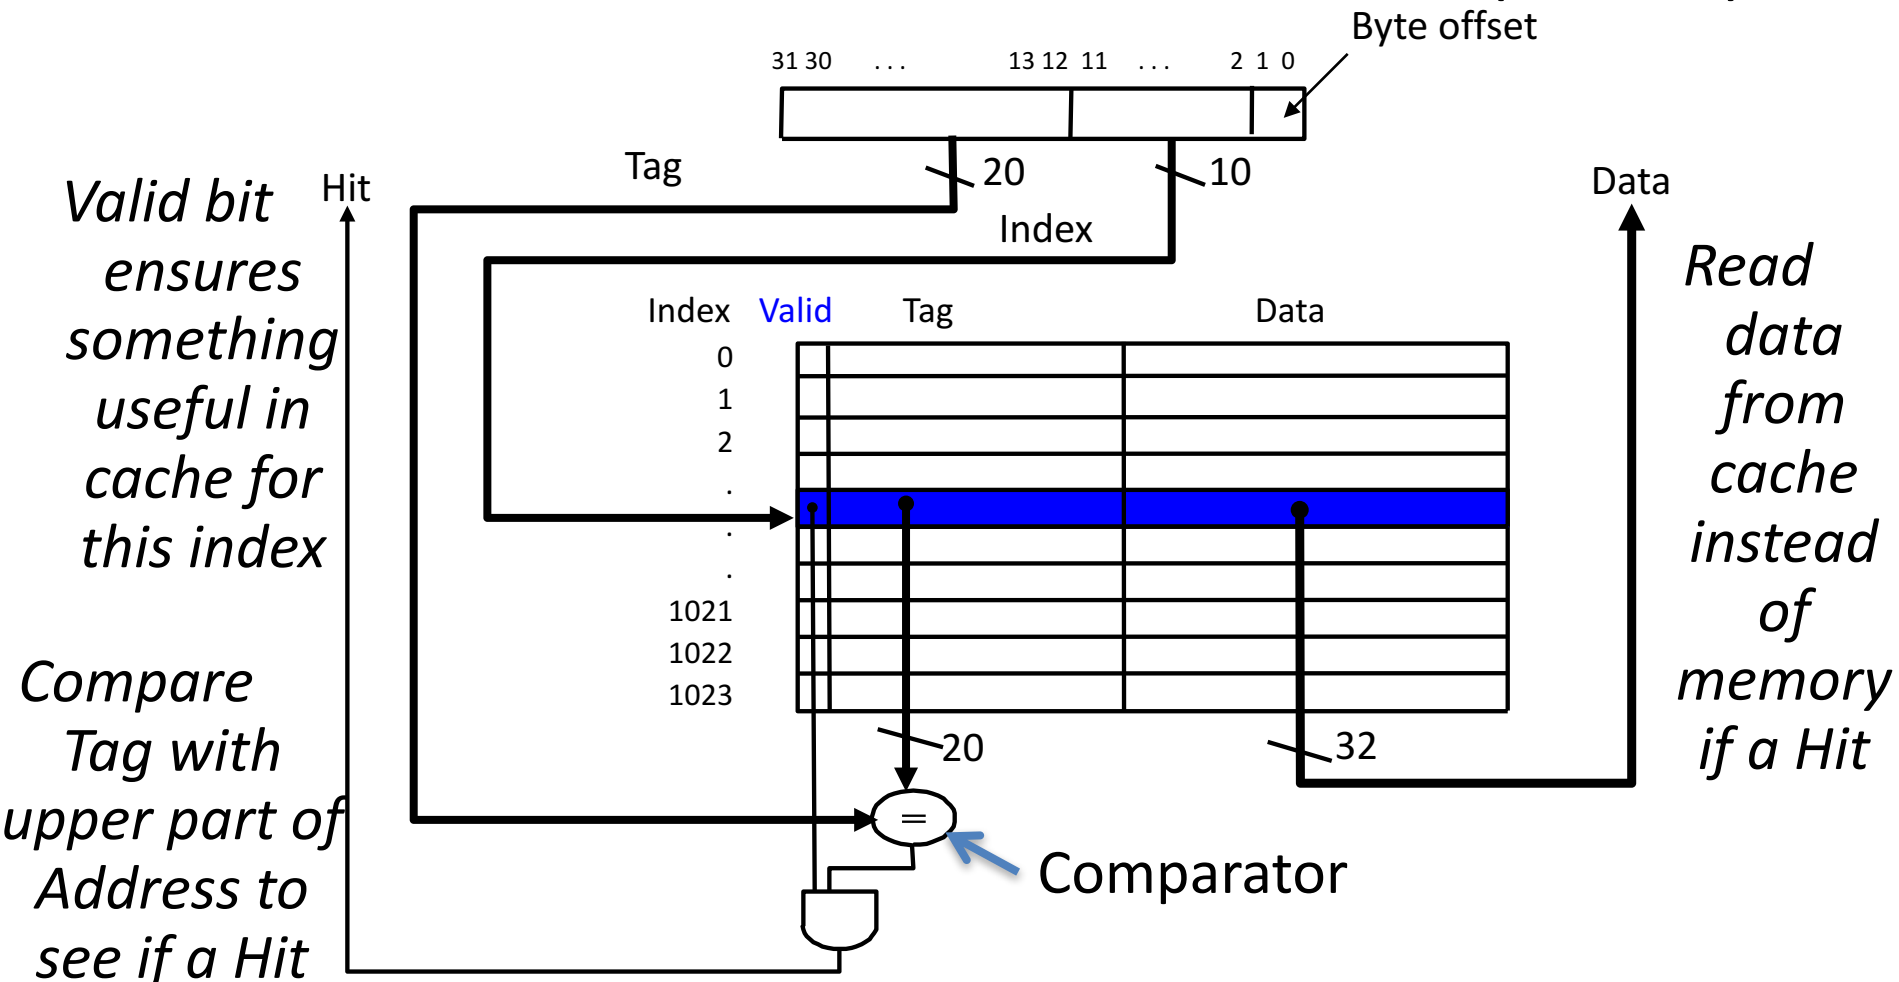 Byte offset
31 30 . . . 13 12 11 . . . 2 1 0
20
10
Tag
Index
Hit
Data
Valid bit
ensures
something
useful in
cache for
this index
Compare
Tag with
upper part of
Address to
see if a Hit
Index Valid Tag Data
0
1
2
.
.
.
1021
1022
1023
20
32
=
Comparator
Read
data
from
cache
instead
of
memory
if a Hit